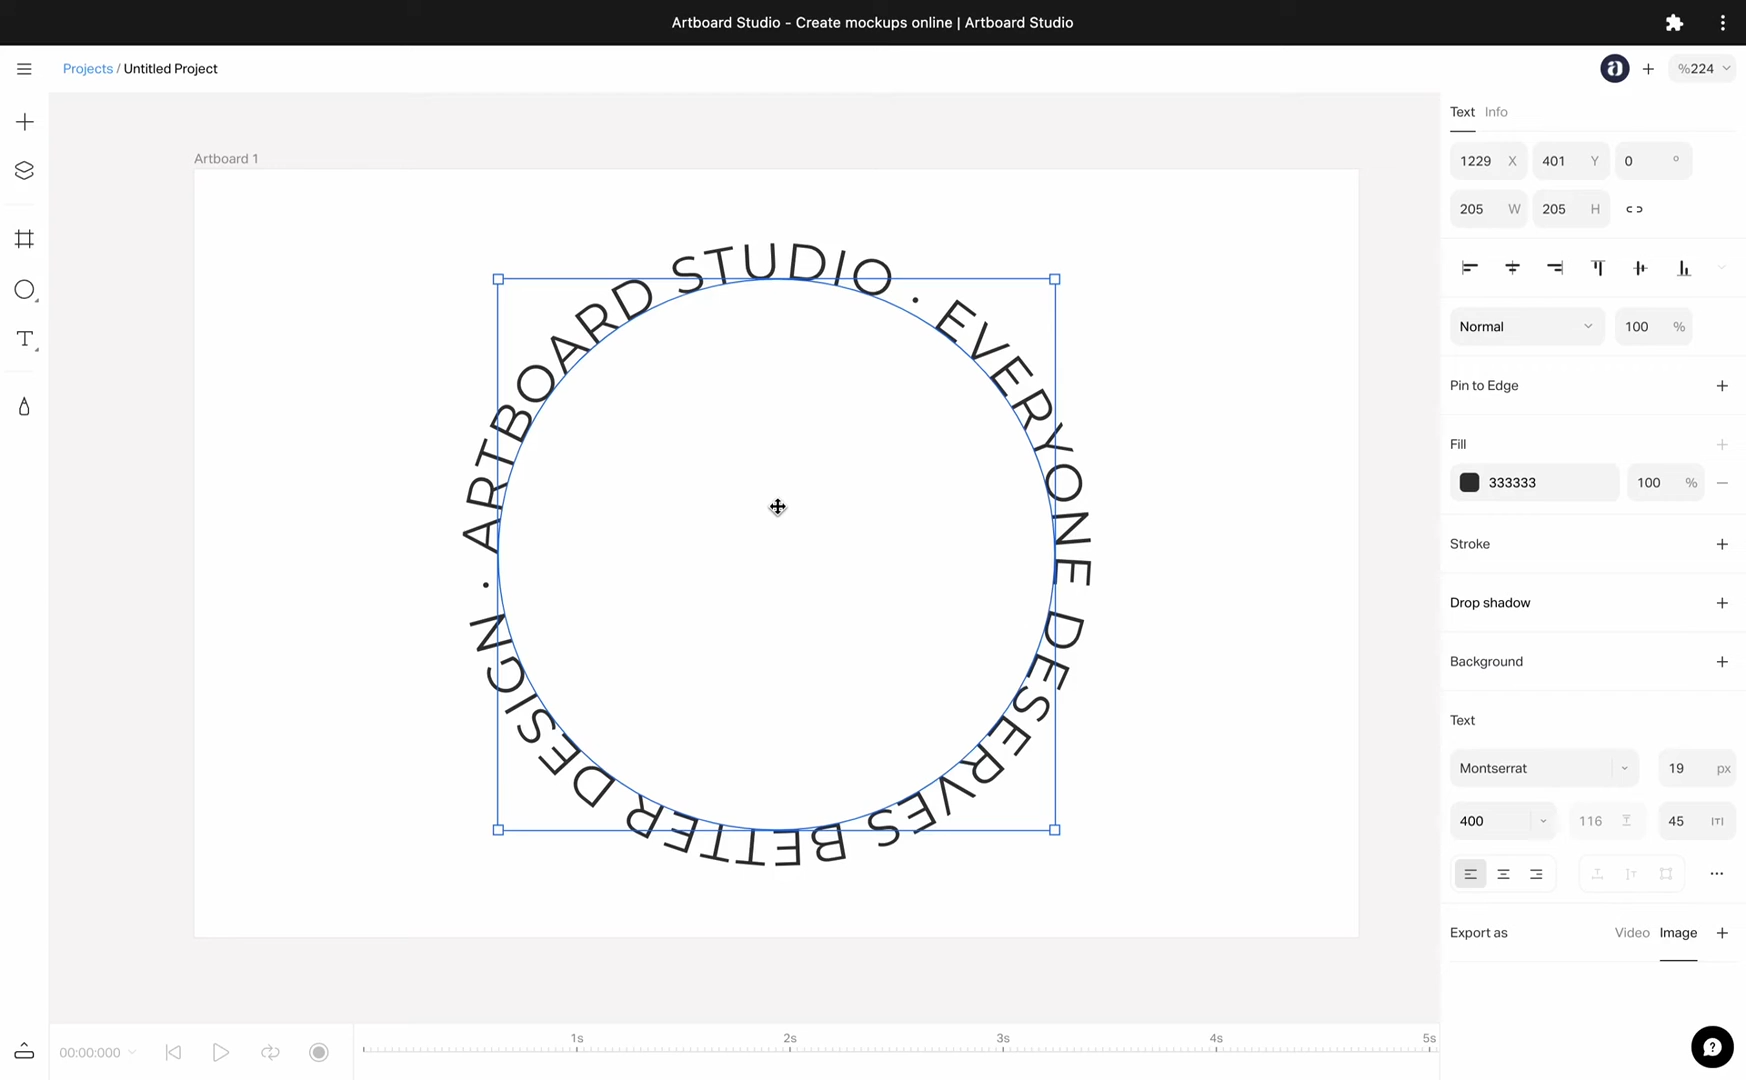 Artboard Studio - Create mockups online | Artboard Studio
Projects / Untitled Project
%224
Artboard 1
ARTBOARD STUDIO · EVERYONE DESERVES BETTER DESIGN ·
Text Info
1229 X 401 Y 0 °
205 W 205 H
Normal 100 %
Pin to Edge
Fill
333333 100 %
Stroke
Drop shadow
Background
Text
Montserrat 19 px
400 116 45
Export as Video Image
00:00:000
1s 2s 3s 4s 5s